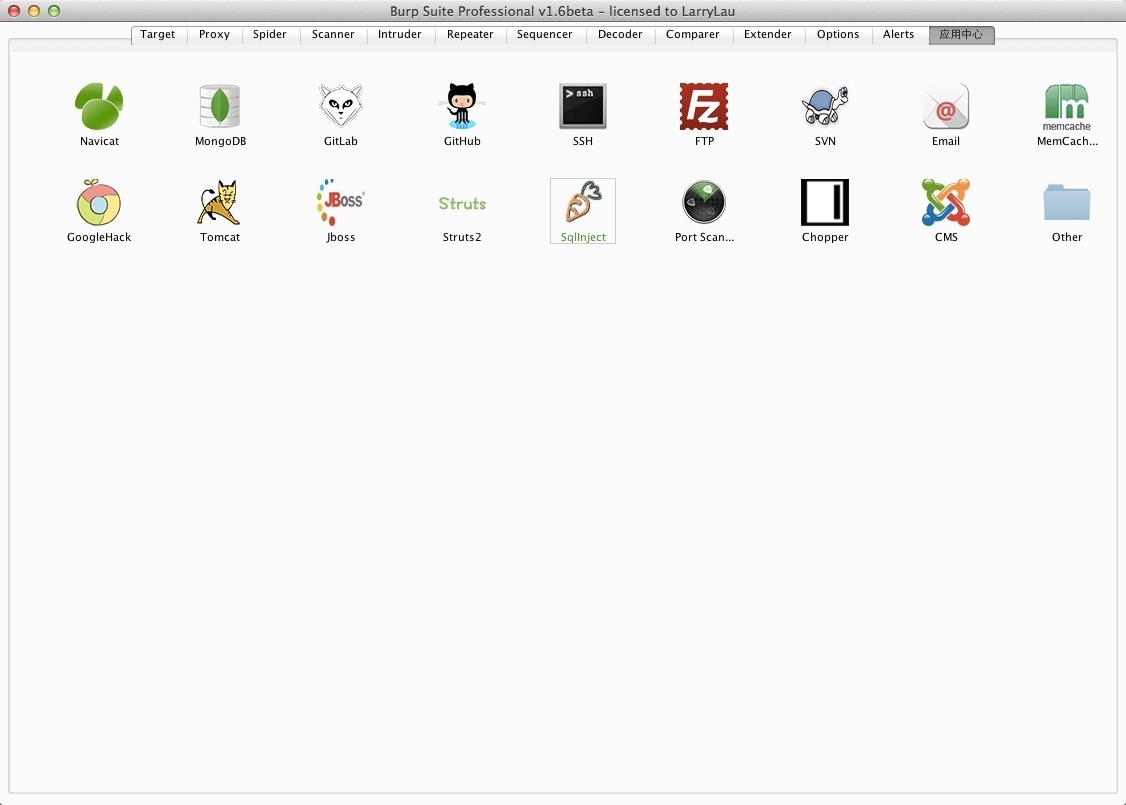 Burp Suite Professional v1.6beta – licensed to LarryLau
Target Proxy Spider Scanner Intruder Repeater Sequencer Decoder Comparer Extender Options Alerts 应用中心
>ssh Fz @ m
memcache
Navicat MongoDB GitLab GitHub SSH FTP SVN Email MemCach...
JBoss Struts
GoogleHack Tomcat Jboss Struts2 SqlInject Port Scan... Chopper CMS Other